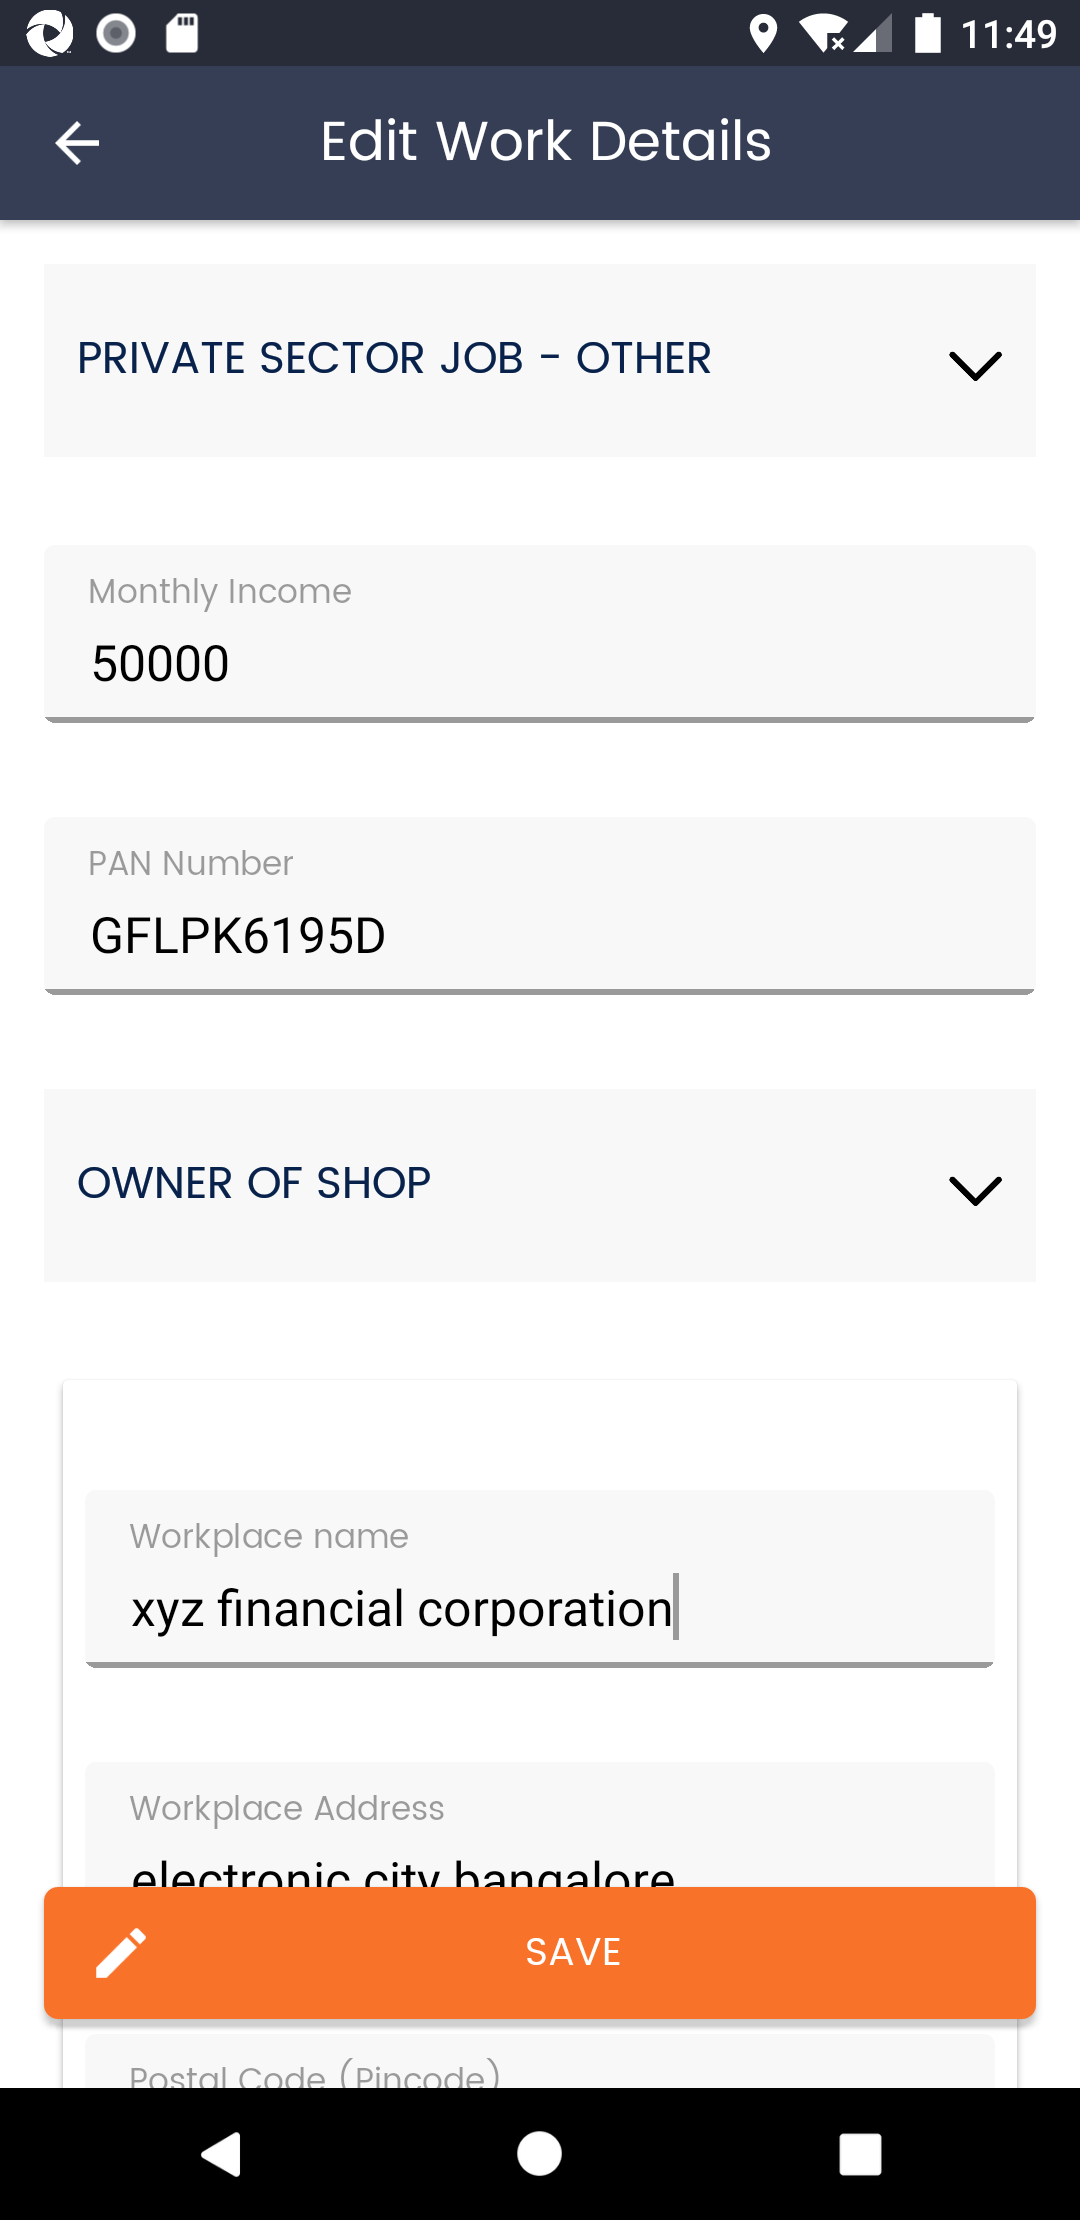 11:49
Edit Work Details
PRIVATE SECTOR JOB - OTHER
Monthly Income
50000
PAN Number
GFLPK6195D
OWNER OF SHOP
Workplace name
xyz financial corporation
Workplace Address
electronic city bangalore
SAVE
Postal Code (Pincode)